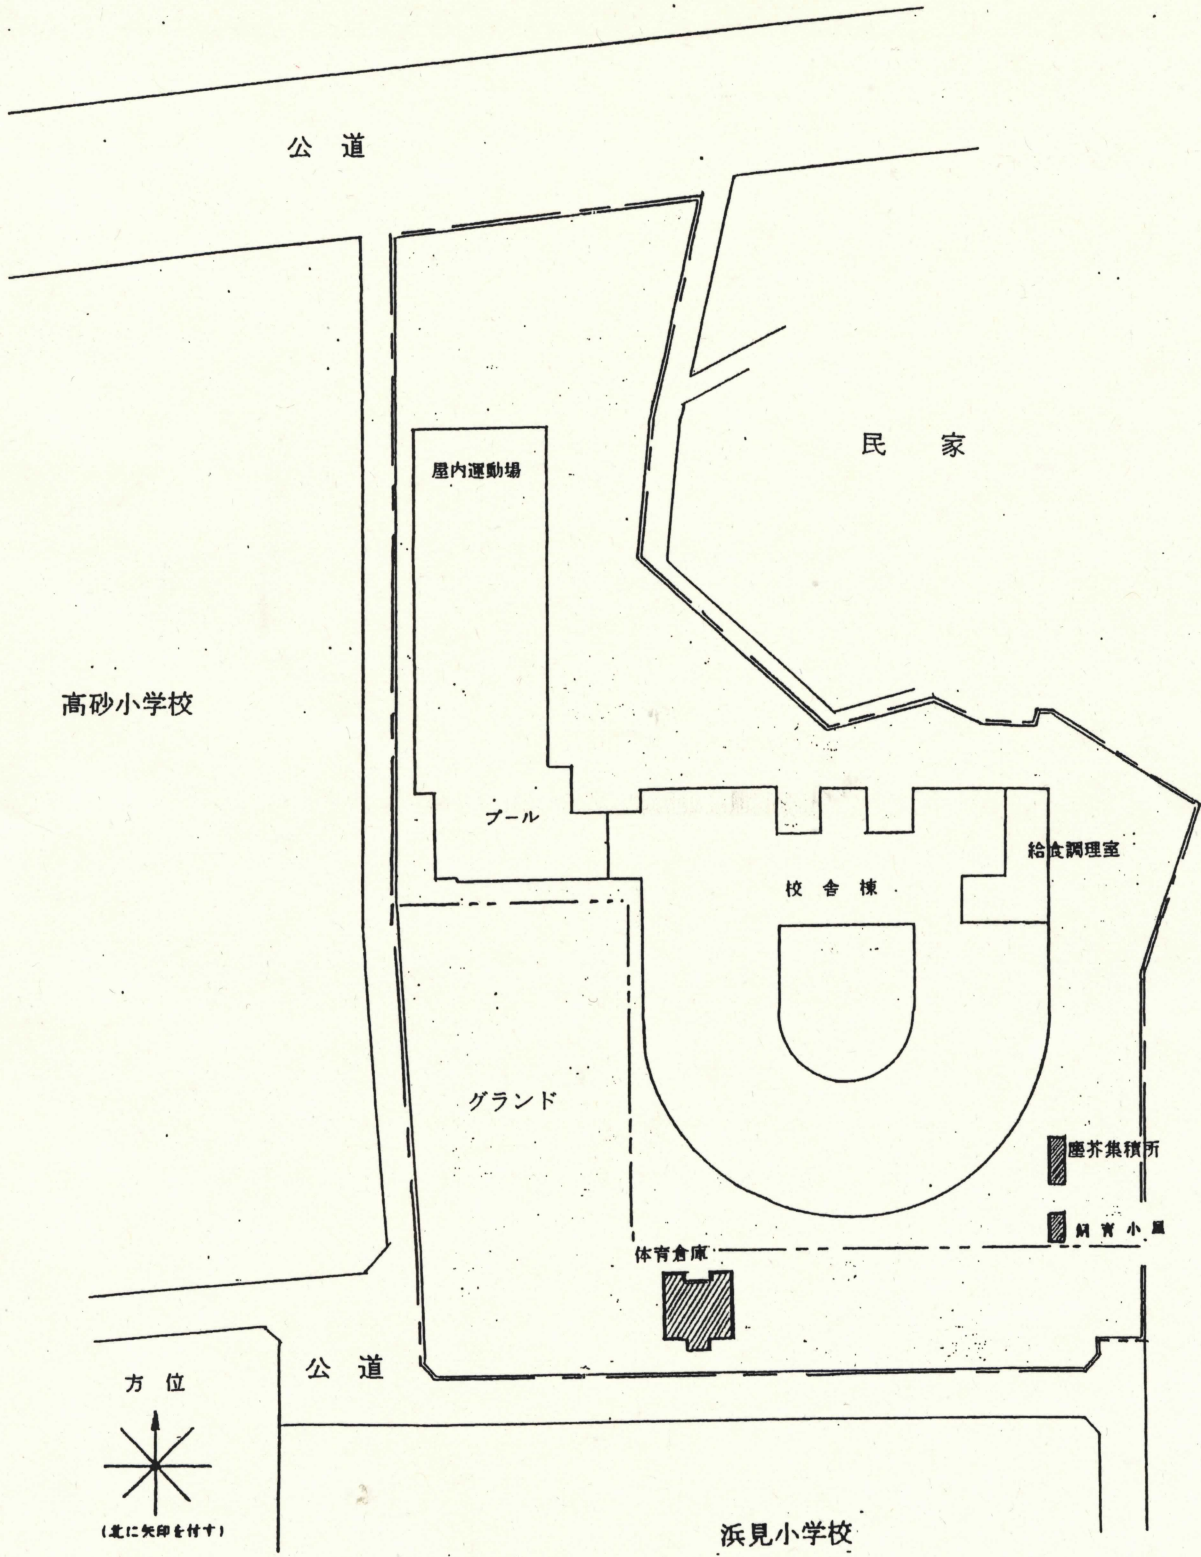 公道
民家
屋内運動場
高砂小学校
プール
給食調理室
校舎棟
グランド
塵芥集積所
飼育小屋
体育倉庫
公道
方位
(北に矢印を付す)
浜見小学校